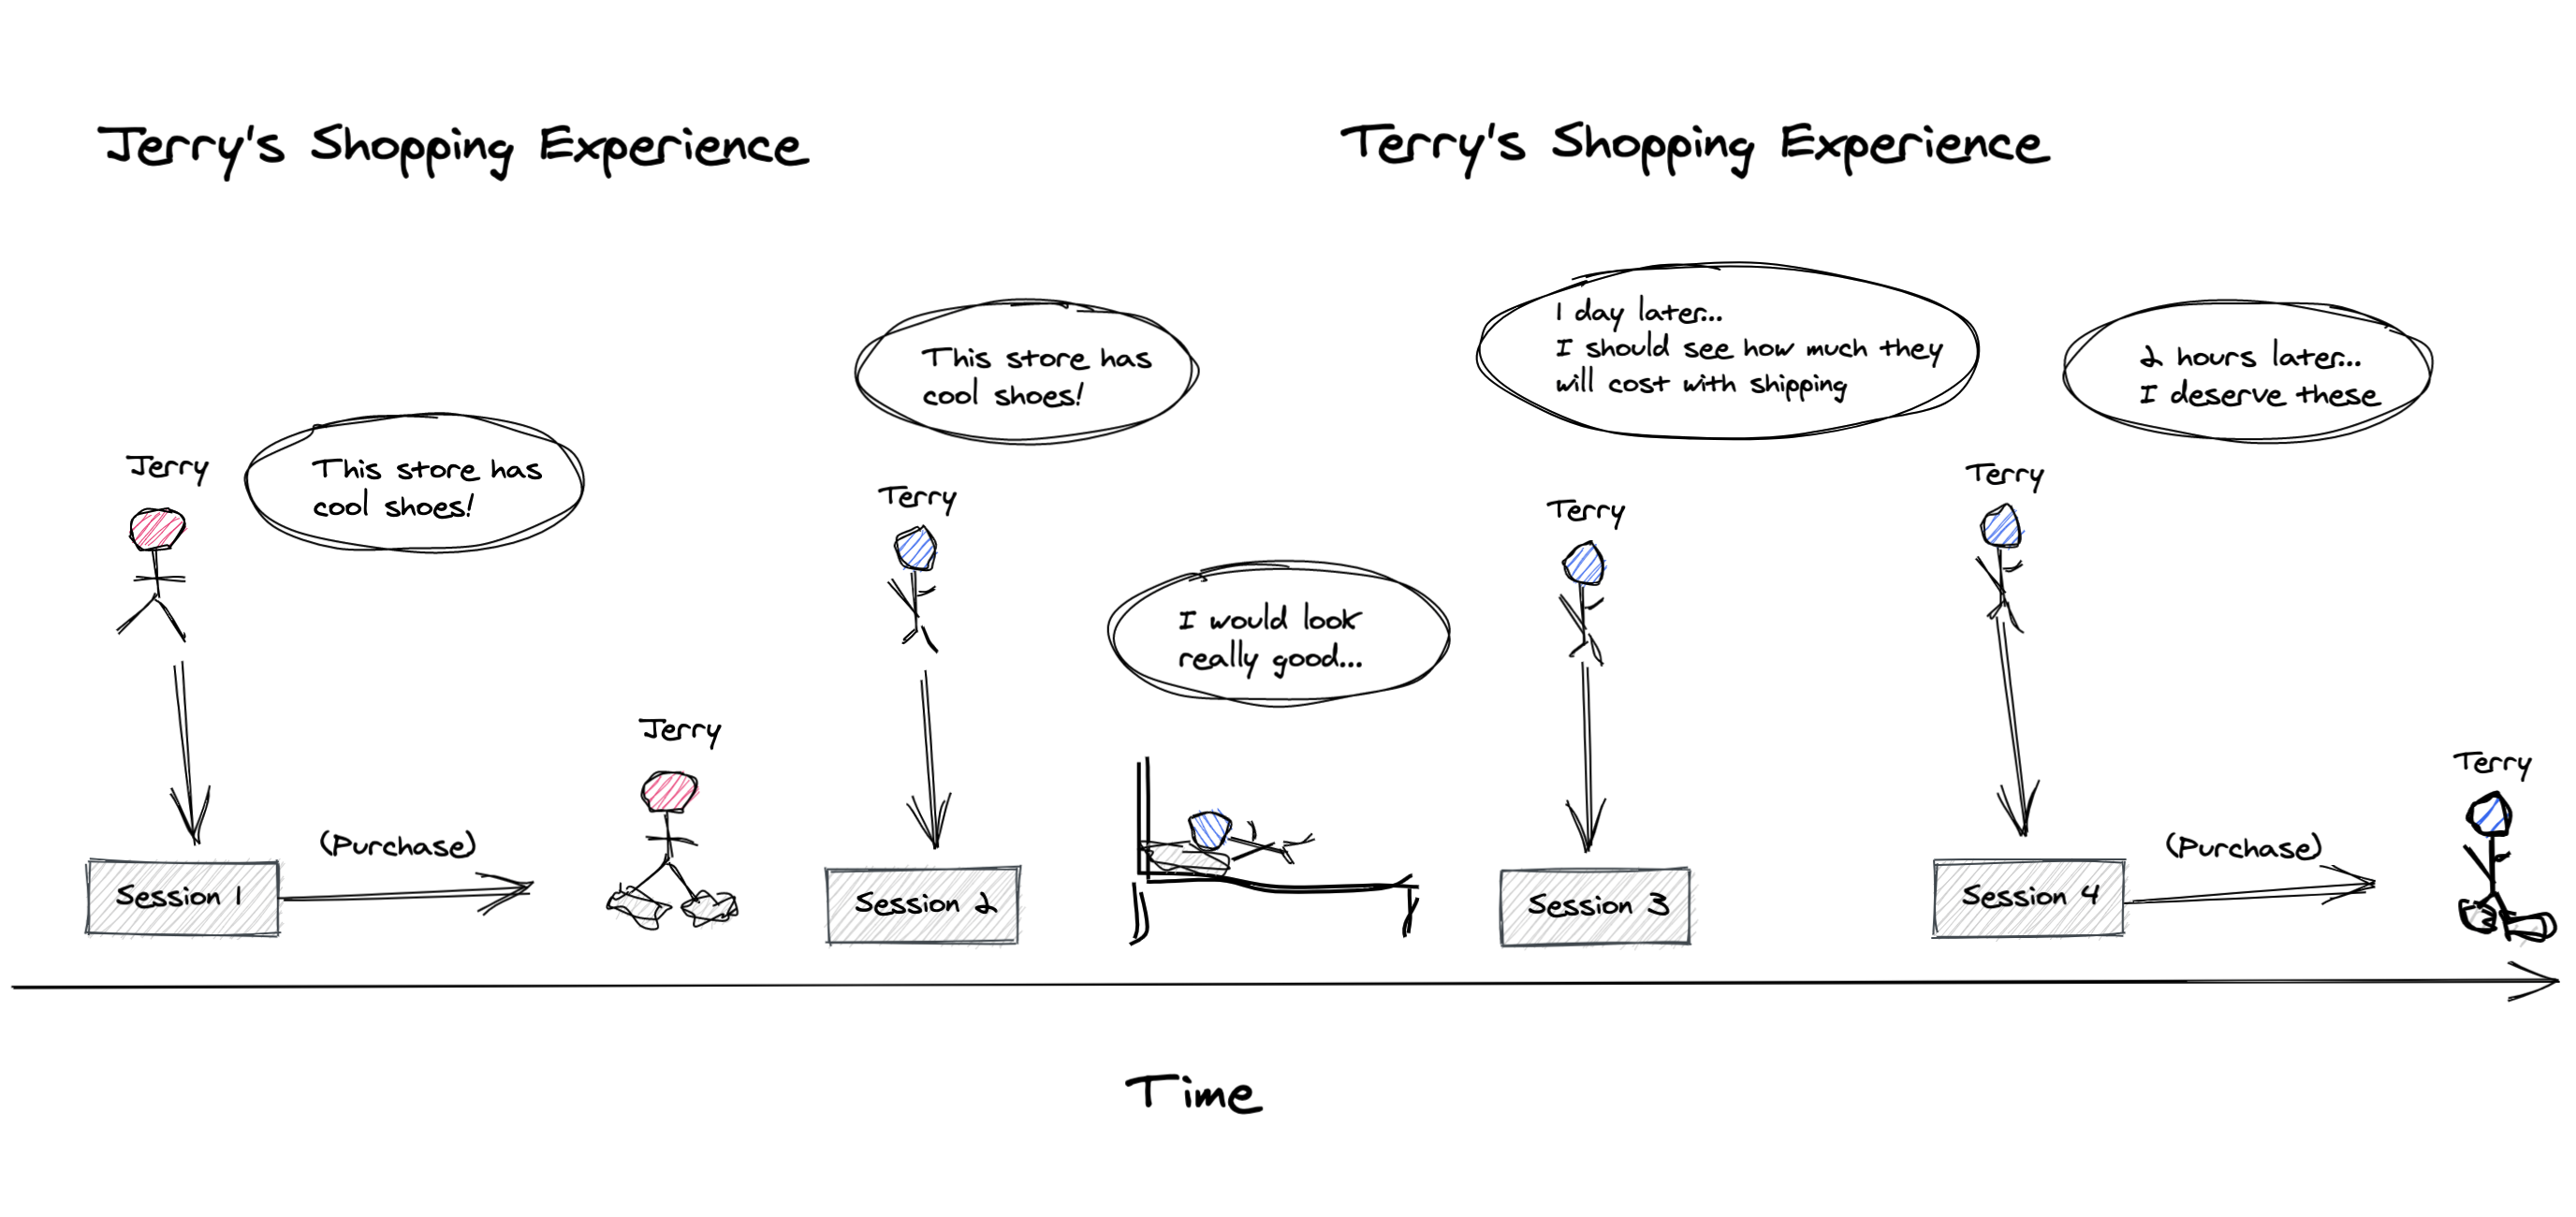 Jerry's Shopping Experience
Terry's Shopping Experience
Jerry
This store has
cool shoes!
(Purchase)
Jerry
Session 1
This store has
cool shoes!
Terry
Session 2
I would look
really good...
1 day later...
I should see how much they
will cost with shipping
Terry
Session 3
2 hours later...
I deserve these
Terry
Session 4
(Purchase)
Terry
Time